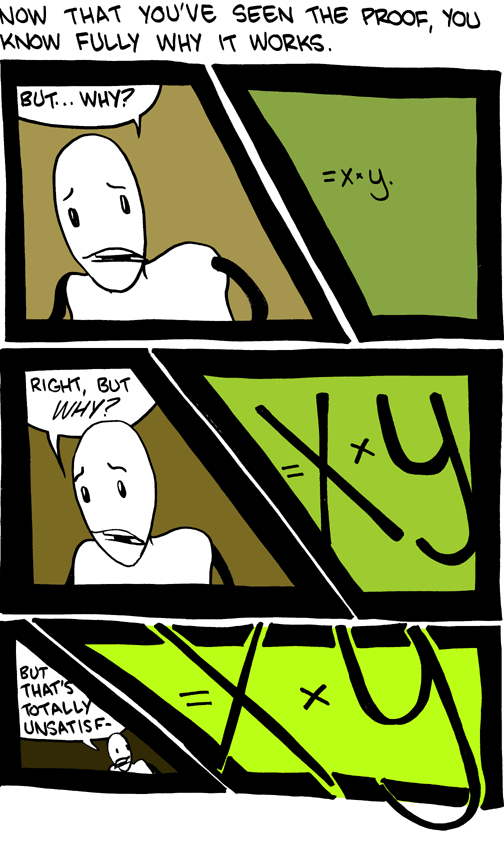 NOW THAT YOU'VE SEEN THE PROOF, YOU
KNOW FULLY WHY IT WORKS.
BUT... WHY?
=x×y.
RIGHT, BUT
WHY?
=x×y
BUT
THAT'S
TOTALLY
UNSATISF-
=x×y